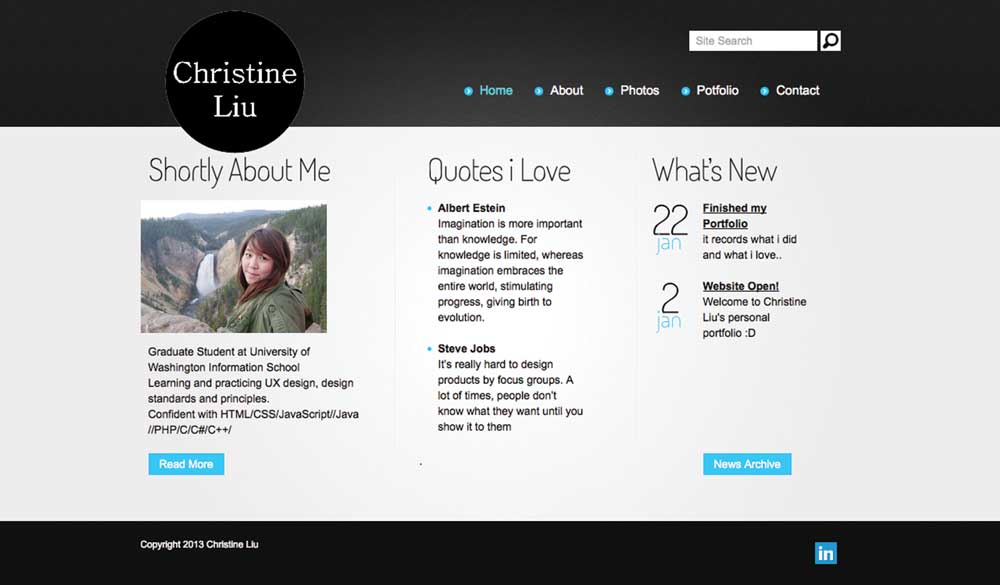 Christine
Liu
Site Search
Home
About
Photos
Potfolio
Contact
Shortly About Me
Graduate Student at University of
Washington Information School
Learning and practicing UX design, design
standards and principles.
Confident with HTML/CSS/JavaScript//Java
//PHP/C/C#/C++/
Read More
Quotes i Love
Albert Estein
Imagination is more important
than knowledge. For
knowledge is limited, whereas
imagination embraces the
entire world, stimulating
progress, giving birth to
evolution.
Steve Jobs
It's really hard to design
products by focus groups. A
lot of times, people don't
know what they want until you
show it to them
.
What's New
22
jan
Finished my
Portfolio
it records what i did
and what i love..
2
jan
Website Open!
Welcome to Christine
Liu's personal
portfolio :D
News Archive
Copyright 2013 Christine Liu
in